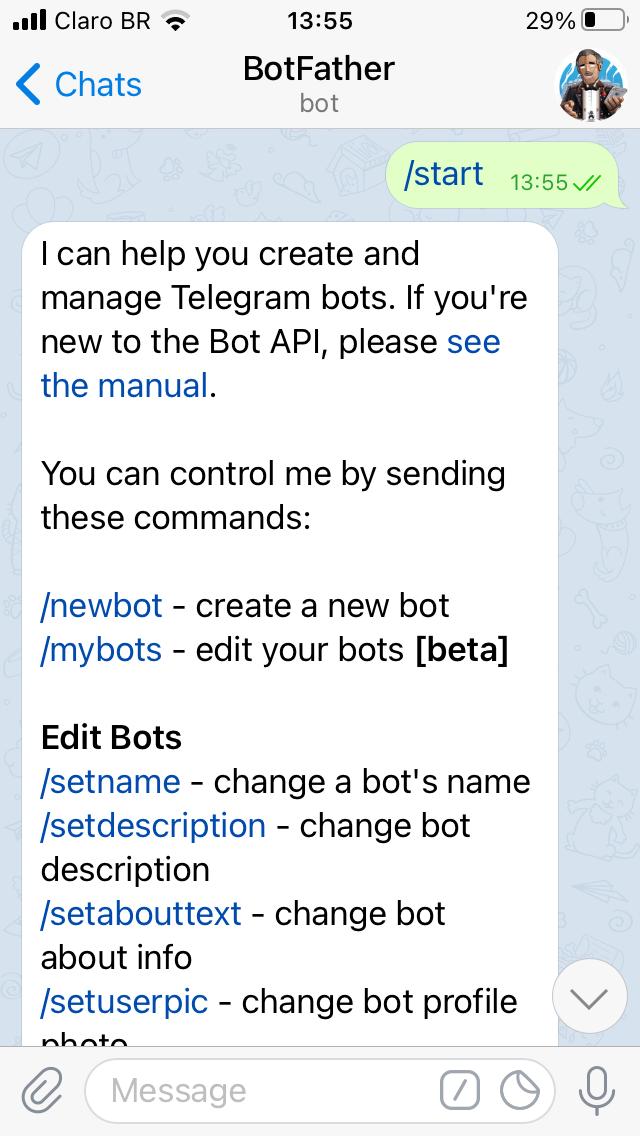 Claro BR
13:55
29%
Chats
BotFather
bot
/start 13:55
I can help you create and
manage Telegram bots. If you're
new to the Bot API, please see
the manual.
You can control me by sending
these commands:
/newbot - create a new bot
/mybots - edit your bots [beta]
Edit Bots
/setname - change a bot's name
/setdescription - change bot
description
/setabouttext - change bot
about info
/setuserpic - change bot profile
photo
Message